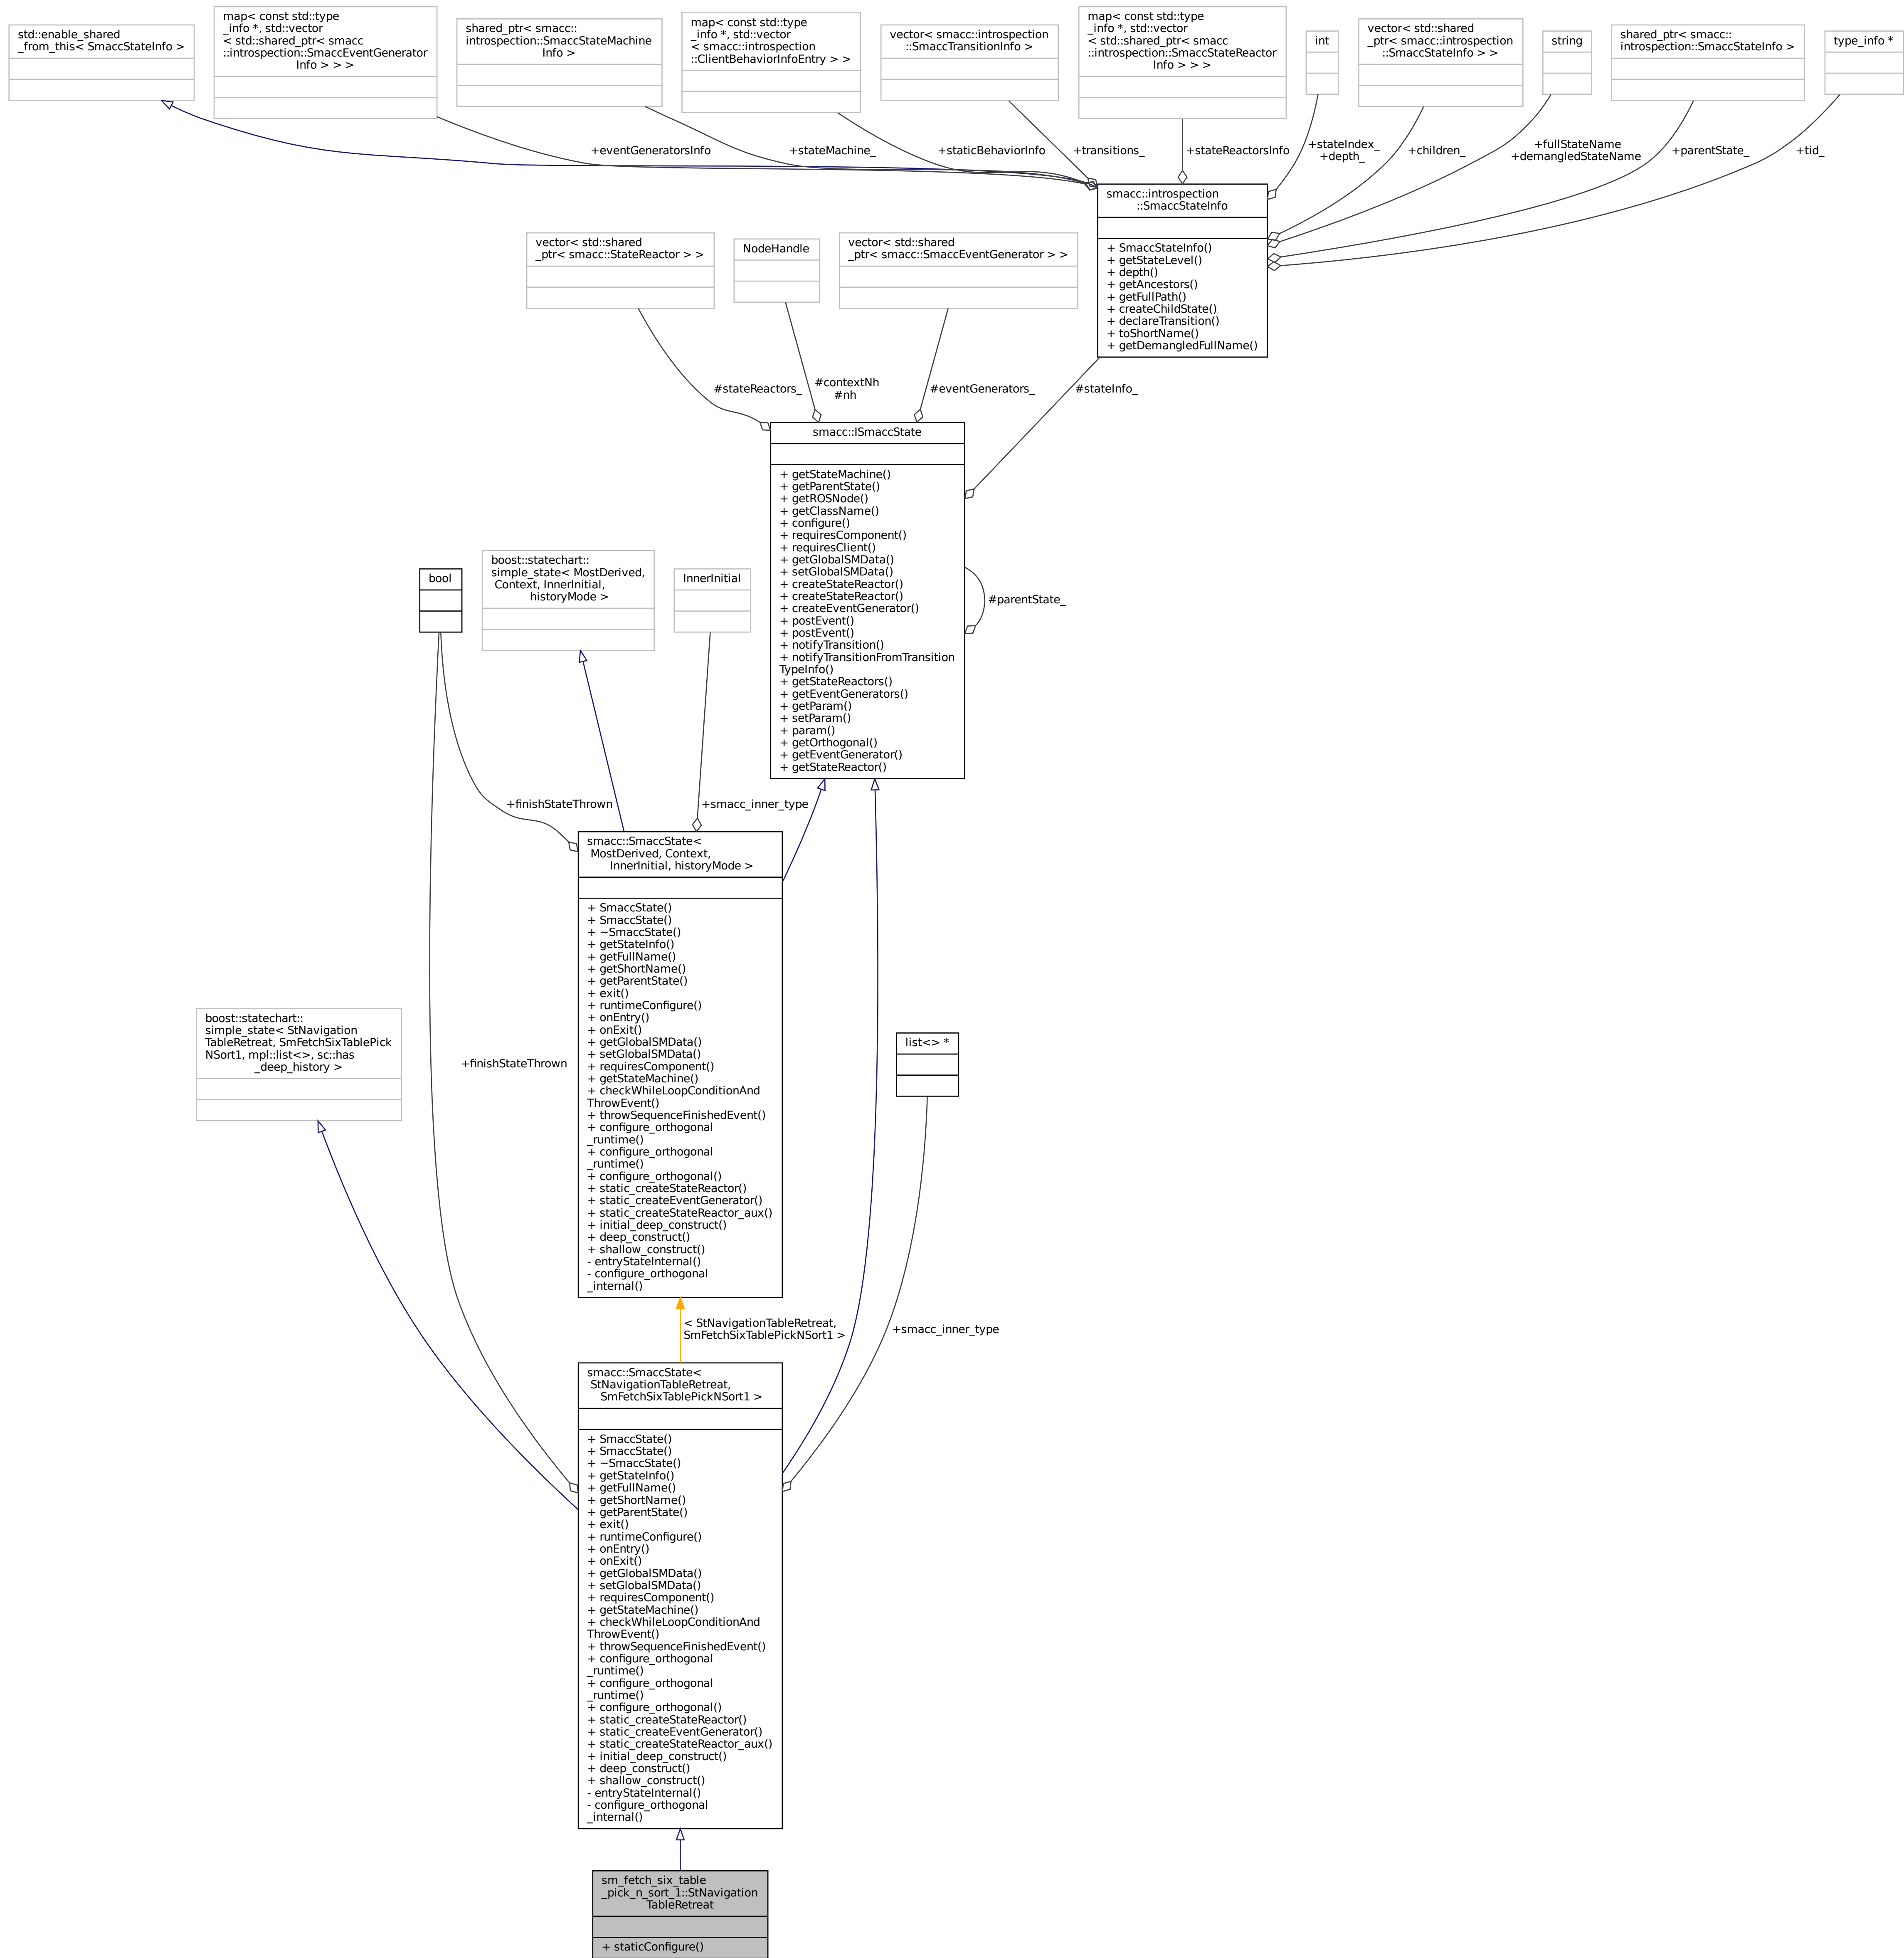 std::enable_shared
_from_this< SmaccStateInfo >
map< const std::type
_info *, std::vector
< std::shared_ptr< smacc
::introspection::SmaccEventGenerator
Info > > >
shared_ptr< smacc::
introspection::SmaccStateMachine
Info >
map< const std::type
_info *, std::vector
< smacc::introspection
::ClientBehaviorInfoEntry > >
vector< smacc::introspection
::SmaccTransitionInfo >
map< const std::type
_info *, std::vector
< std::shared_ptr< smacc
::introspection::SmaccStateReactor
Info > > >
int
vector< std::shared
_ptr< smacc::introspection
::SmaccStateInfo > >
string
shared_ptr< smacc::
introspection::SmaccStateInfo >
type_info *
+eventGeneratorsInfo
+stateMachine_
+staticBehaviorInfo
+transitions_
+stateReactorsInfo
+stateIndex_
+depth_
+children_
+fullStateName
+demangledStateName
+parentState_
+tid_
smacc::introspection
::SmaccStateInfo
+ SmaccStateInfo()
+ getStateLevel()
+ depth()
+ getAncestors()
+ getFullPath()
+ createChildState()
+ declareTransition()
+ toShortName()
+ getDemangledFullName()
vector< std::shared
_ptr< smacc::StateReactor > >
NodeHandle
vector< std::shared
_ptr< smacc::SmaccEventGenerator > >
#stateReactors_
#contextNh
#nh
#eventGenerators_
#stateInfo_
smacc::ISmaccState
+ getStateMachine()
+ getParentState()
+ getROSNode()
+ getClassName()
+ configure()
+ requiresComponent()
+ requiresClient()
+ getGlobalSMData()
+ setGlobalSMData()
+ createStateReactor()
+ createStateReactor()
+ createEventGenerator()
+ postEvent()
+ postEvent()
+ notifyTransition()
+ notifyTransitionFromTransition
TypeInfo()
+ getStateReactors()
+ getEventGenerators()
+ getParam()
+ setParam()
+ param()
+ getOrthogonal()
+ getEventGenerator()
+ getStateReactor()
#parentState_
bool
boost::statechart::
simple_state< MostDerived,
Context, InnerInitial,
historyMode >
InnerInitial
+finishStateThrown
+smacc_inner_type
smacc::SmaccState<
MostDerived, Context,
InnerInitial, historyMode >
+ SmaccState()
+ SmaccState()
+ ~SmaccState()
+ getStateInfo()
+ getFullName()
+ getShortName()
+ getParentState()
+ exit()
+ runtimeConfigure()
+ onEntry()
+ onExit()
+ getGlobalSMData()
+ setGlobalSMData()
+ requiresComponent()
+ getStateMachine()
+ checkWhileLoopConditionAnd
ThrowEvent()
+ throwSequenceFinishedEvent()
+ configure_orthogonal
_runtime()
+ configure_orthogonal
_runtime()
+ configure_orthogonal()
+ static_createStateReactor()
+ static_createEventGenerator()
+ static_createStateReactor_aux()
+ initial_deep_construct()
+ deep_construct()
+ shallow_construct()
- entryStateInternal()
- configure_orthogonal
_internal()
boost::statechart::
simple_state< StNavigation
TableRetreat, SmFetchSixTablePick
NSort1, mpl::list<>, sc::has
_deep_history >
+finishStateThrown
list<> *
< StNavigationTableRetreat,
SmFetchSixTablePickNSort1 >
+smacc_inner_type
smacc::SmaccState<
StNavigationTableRetreat,
SmFetchSixTablePickNSort1 >
+ SmaccState()
+ SmaccState()
+ ~SmaccState()
+ getStateInfo()
+ getFullName()
+ getShortName()
+ getParentState()
+ exit()
+ runtimeConfigure()
+ onEntry()
+ onExit()
+ getGlobalSMData()
+ setGlobalSMData()
+ requiresComponent()
+ getStateMachine()
+ checkWhileLoopConditionAnd
ThrowEvent()
+ throwSequenceFinishedEvent()
+ configure_orthogonal
_runtime()
+ configure_orthogonal
_runtime()
+ configure_orthogonal()
+ static_createStateReactor()
+ static_createEventGenerator()
+ static_createStateReactor_aux()
+ initial_deep_construct()
+ deep_construct()
+ shallow_construct()
- entryStateInternal()
- configure_orthogonal
_internal()
sm_fetch_six_table
_pick_n_sort_1::StNavigation
TableRetreat
+ staticConfigure()